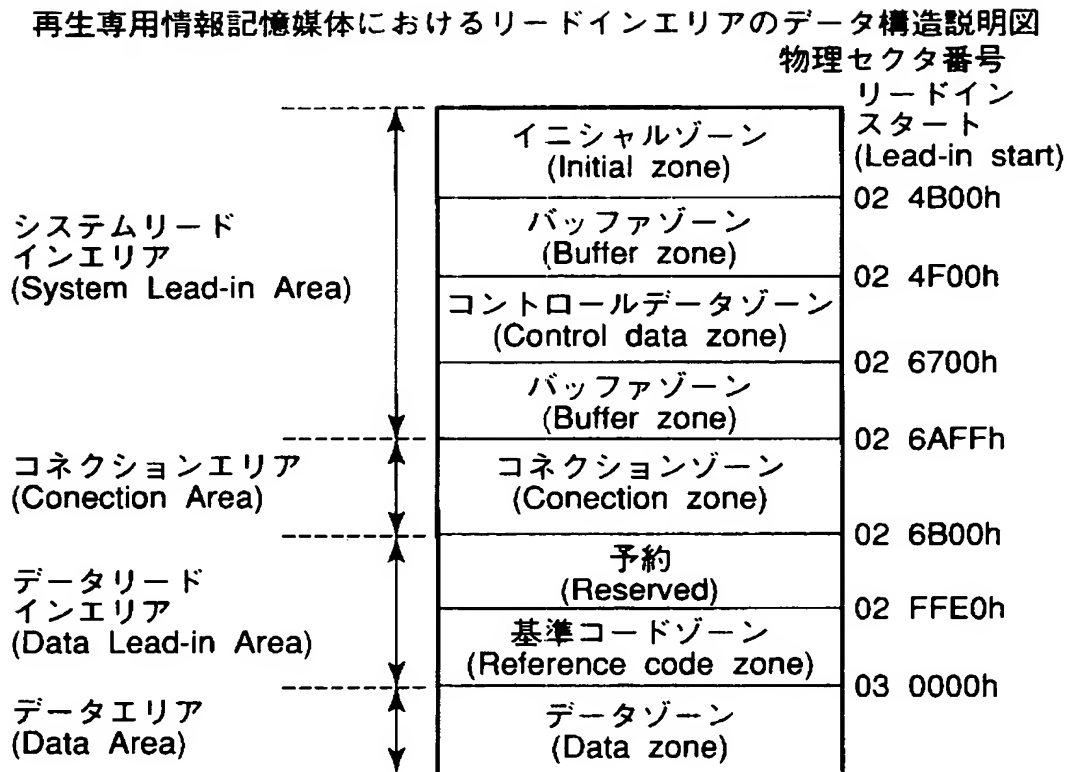 再生専用情報記憶媒体におけるリードインエリアのデータ構造説明図
物理セクタ番号
リードイン
スタート
(Lead-in start)
イニシャルゾーン
(Initial zone)
02 4B00h
システムリード
インエリア
(System Lead-in Area)
バッファゾーン
(Buffer zone)
02 4F00h
コントロールデータゾーン
(Control data zone)
02 6700h
バッファゾーン
(Buffer zone)
02 6AFFh
コネクションエリア
(Conection Area)
コネクションゾーン
(Conection zone)
02 6B00h
データリード
インエリア
(Data Lead-in Area)
予約
(Reserved)
02 FFE0h
基準コードゾーン
(Reference code zone)
03 0000h
データエリア
(Data Area)
データゾーン
(Data zone)